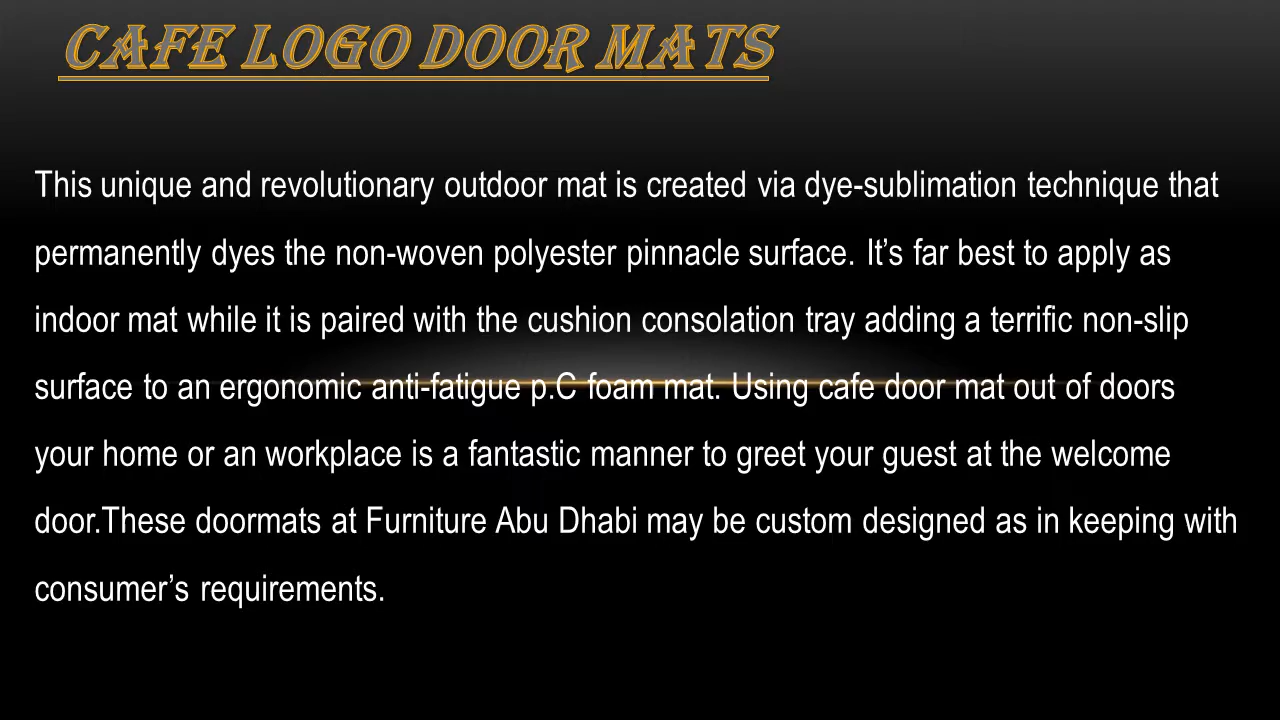 CAFE LOGO DOOR MATS
This unique and revolutionary outdoor mat is created via dye-sublimation technique that
permanently dyes the non-woven polyester pinnacle surface. It’s far best to apply as
indoor mat while it is paired with the cushion consolation tray adding a terrific non-slip
surface to an ergonomic anti-fatigue p.C foam mat. Using cafe door mat out of doors
your home or an workplace is a fantastic manner to greet your guest at the welcome
door.These doormats at Furniture Abu Dhabi may be custom designed as in keeping with
consumer’s requirements.